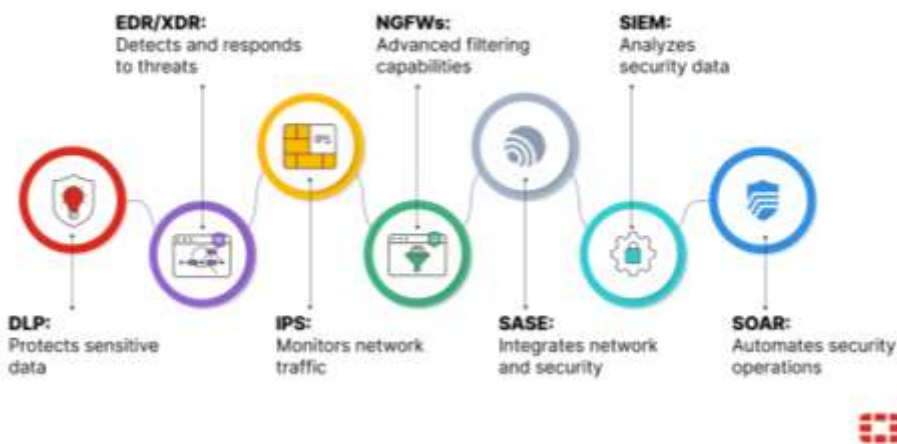 EDR/XDR:
Detects and responds
to threats
NGFWs:
Advanced filtering
capabilities
SIEM:
Analyzes
security data
IPS
DLP:
Protects sensitive
data
IPS:
Monitors network
traffic
SASE:
Integrates network
and security
SOAR:
Automates security
operations